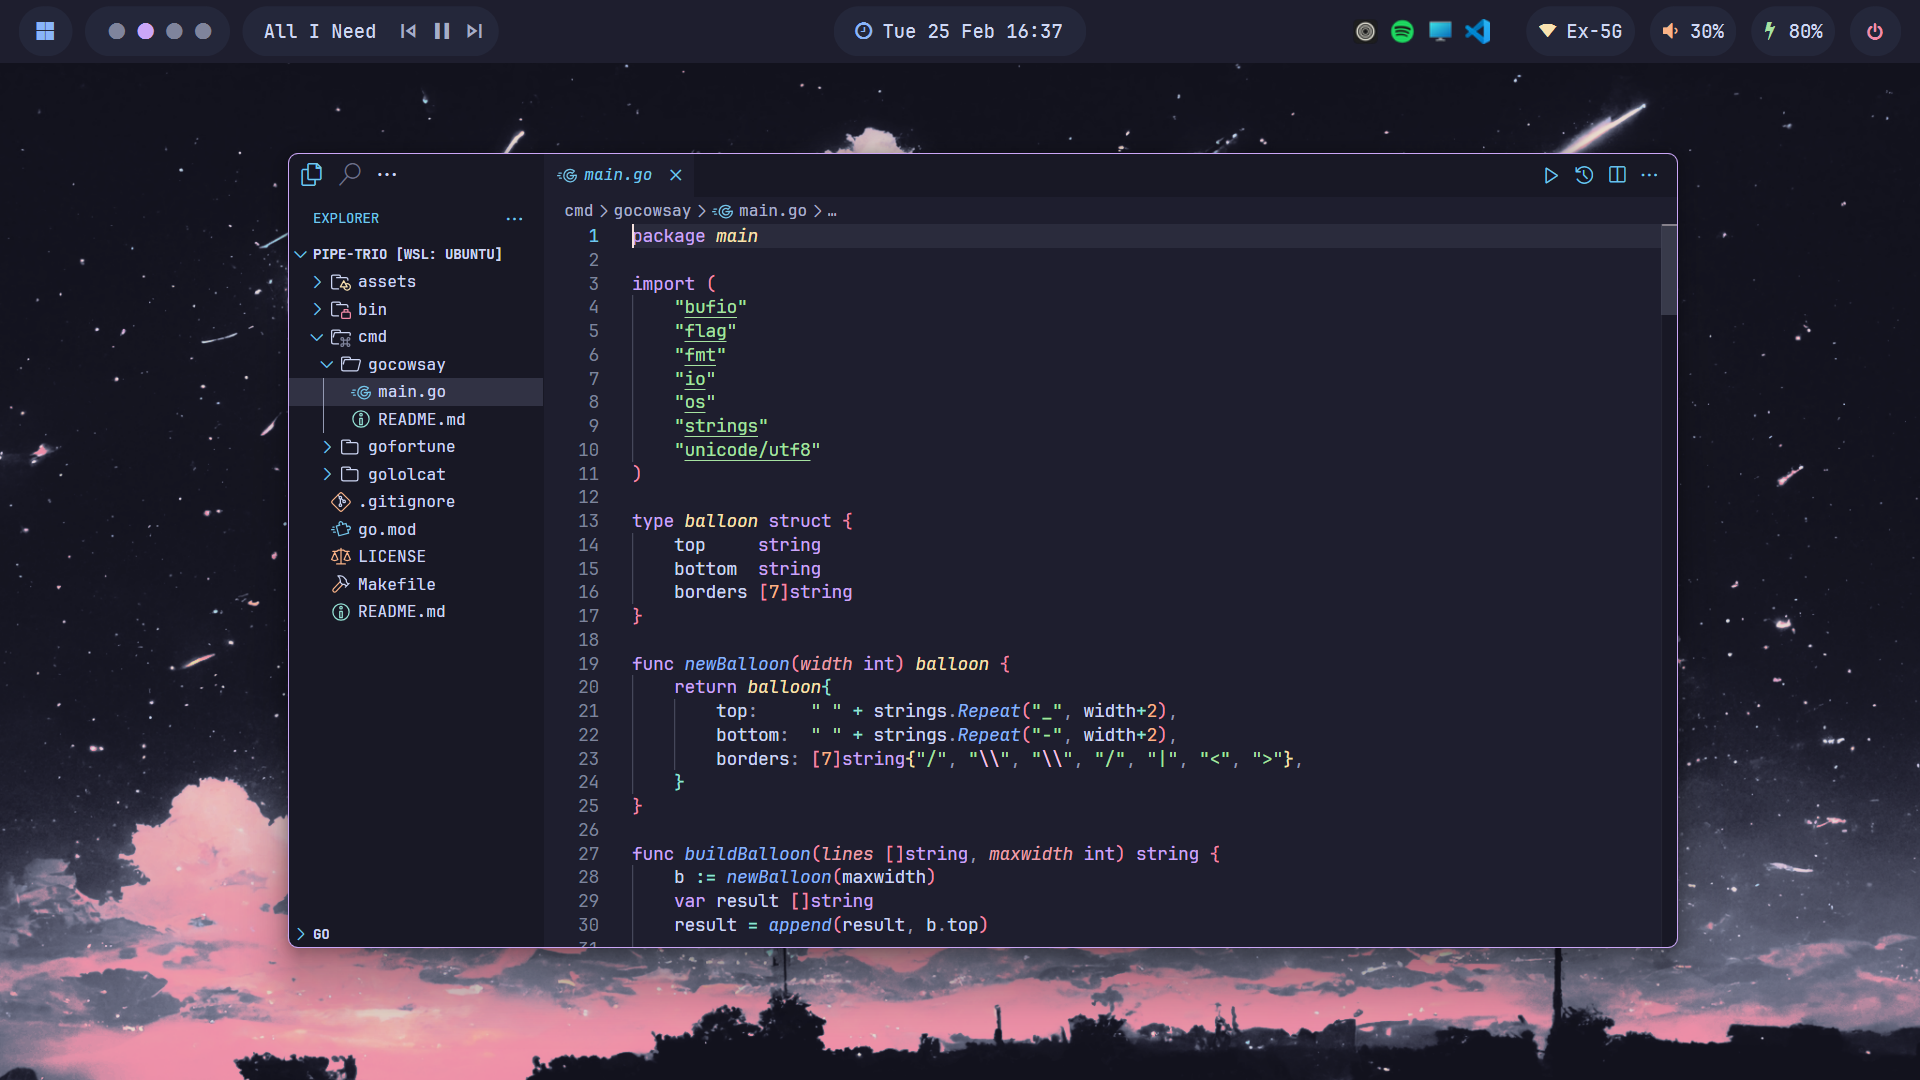 All I Need
Tue 25 Feb 16:37
Ex-5G
30%
80%
EXPLORER
PIPE-TRIO [WSL: UBUNTU]
assets
bin
cmd
gocowsay
main.go
README.md
gofortune
gololcat
.gitignore
go.mod
LICENSE
Makefile
README.md
GO
main.go
cmd > gocowsay > main.go > …
1 package main
2
3 import (
4     "bufio"
5     "flag"
6     "fmt"
7     "io"
8     "os"
9     "strings"
10     "unicode/utf8"
11 )
12
13 type balloon struct {
14     top     string
15     bottom  string
16     borders [7]string
17 }
18
19 func newBalloon(width int) balloon {
20     return balloon{
21         top:     " " + strings.Repeat("_", width+2),
22         bottom:  " " + strings.Repeat("-", width+2),
23         borders: [7]string{"/", "\\", "\\", "/", "|", "<", ">"},
24     }
25 }
26
27 func buildBalloon(lines []string, maxwidth int) string {
28     b := newBalloon(maxwidth)
29     var result []string
30     result = append(result, b.top)
31